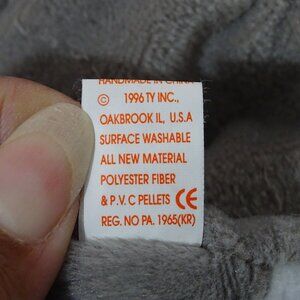 HANDMADE IN CHINA
© 1996 TY INC.,
OAKBROOK IL, U.S.A
SURFACE WASHABLE
ALL NEW MATERIAL
POLYESTER FIBER
& P.V.C PELLETS CE
REG. NO PA. 1965(KR)